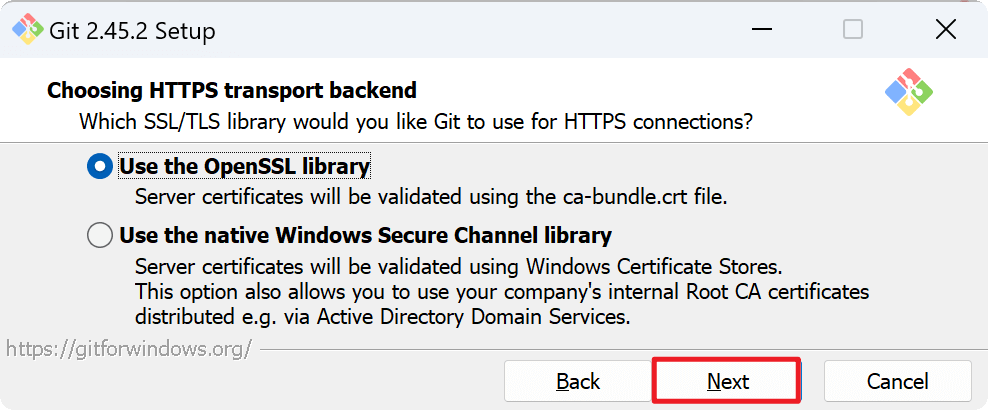 Git 2.45.2 Setup
Choosing HTTPS transport backend
Which SSL/TLS library would you like Git to use for HTTPS connections?
Use the OpenSSL library
Server certificates will be validated using the ca-bundle.crt file.
Use the native Windows Secure Channel library
Server certificates will be validated using Windows Certificate Stores.
This option also allows you to use your company's internal Root CA certificates
distributed e.g. via Active Directory Domain Services.
https://gitforwindows.org/
Back Next Cancel